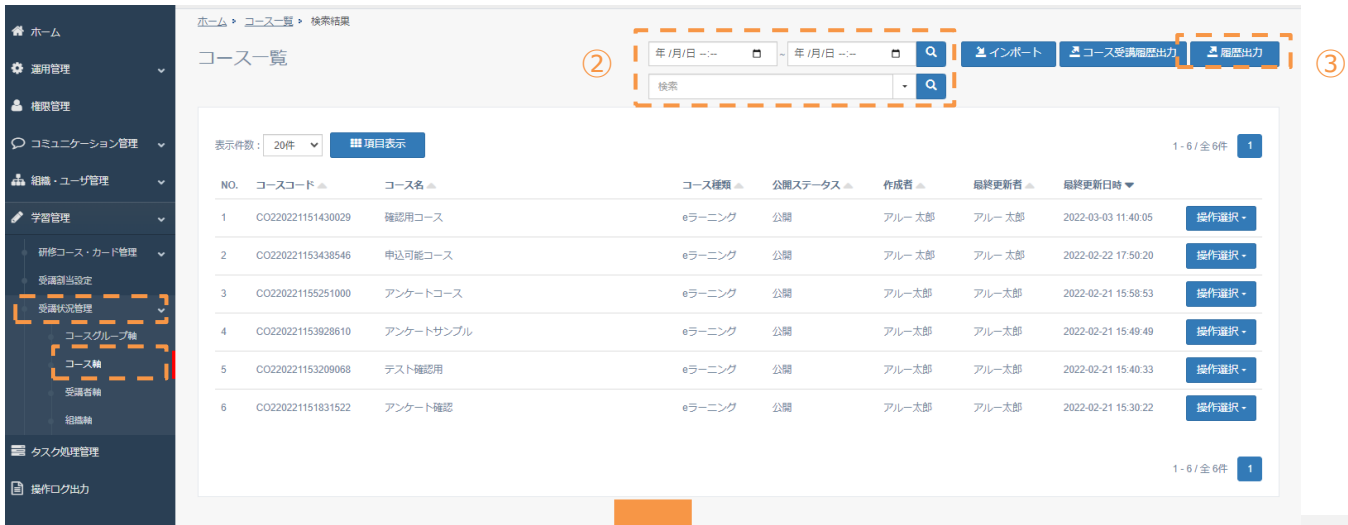 ホーム
運用管理
権限管理
コミュニケーション管理
組織・ユーザ管理
学習管理
研修コース・カード管理
受講割当設定
受講状況管理
コースグループ軸
コース軸
受講者軸
組織軸
タスク処理管理
操作ログ出力
ホーム コース一覧 検索結果
コース一覧
②
年 /月/日 --:-- ~ 年 /月/日 --:--
検索
インポート
コース受講履歴出力
履歴出力
③
表示件数 : 20件 項目表示 1 - 6 / 全 6件 1
NO. コースコード コース名 コース種類 公開ステータス 作成者 最終更新者 最終更新日時
1 CO220221151430029 確認用コース eラーニング 公開 アルー 太郎 アルー 太郎 2022-03-03 11:40:05 操作選択
2 CO220221153438546 申込可能コース eラーニング 公開 アルー 太郎 アルー 太郎 2022-02-22 17:50:20 操作選択
3 CO220221155251000 アンケートコース eラーニング 公開 アルー太郎 アルー太郎 2022-02-21 15:58:53 操作選択
4 CO220221153928610 アンケートサンプル eラーニング 公開 アルー太郎 アルー太郎 2022-02-21 15:49:49 操作選択
5 CO220221153209068 テスト確認用 eラーニング 公開 アルー太郎 アルー太郎 2022-02-21 15:40:33 操作選択
6 CO220221151831522 アンケート確認 eラーニング 公開 アルー太郎 アルー太郎 2022-02-21 15:30:22 操作選択
1 - 6 / 全 6件 1